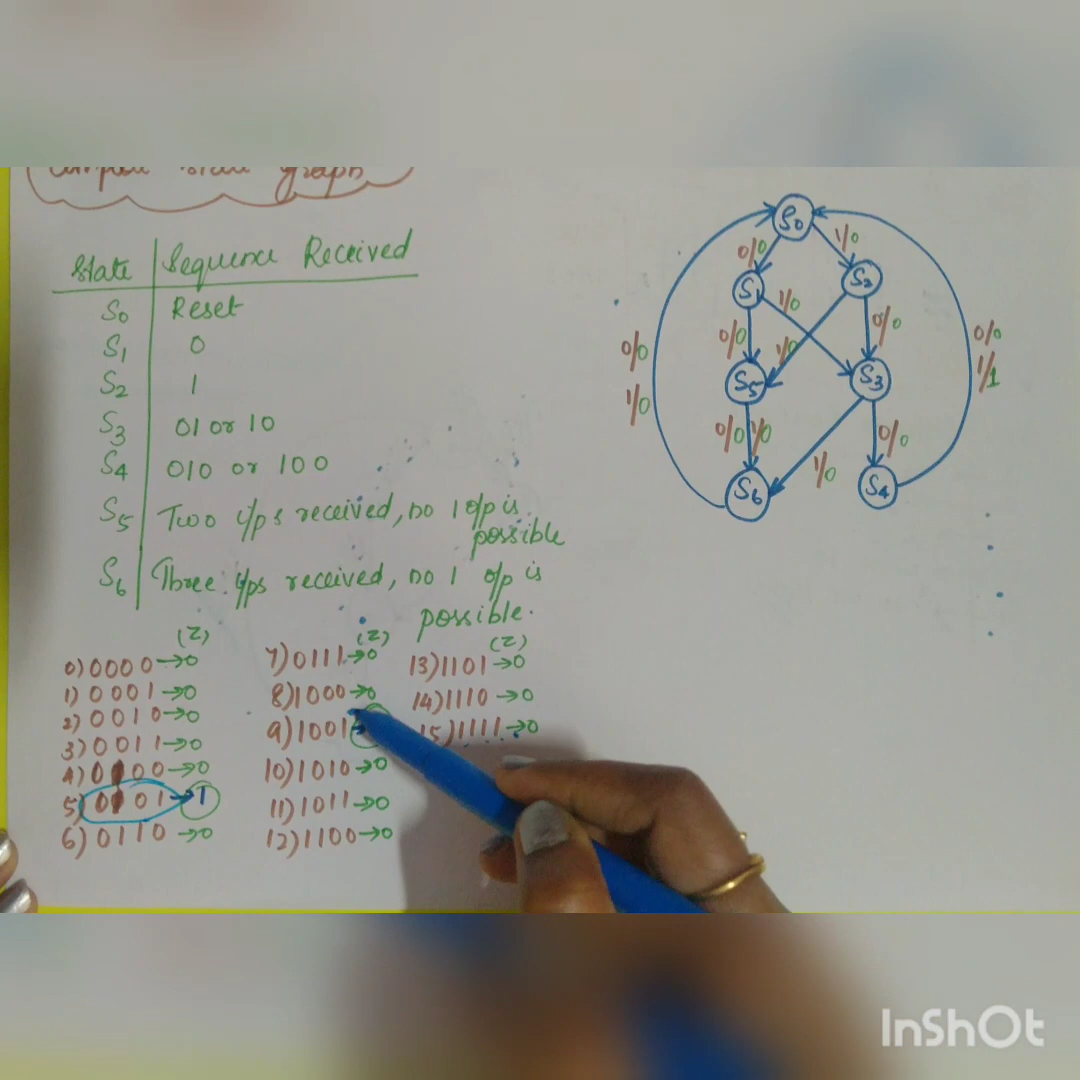 Complete state graph
State Sequence Received
S0 Reset
S1 0
S2 1
S3 01 or 10
S4 010 or 100
S5 Two i/ps received, no 1 o/p is
possible
S6 Three i/ps received, no 1 o/p is
possible.
(Z)
0) 0000 → 0
1) 0001 → 0
2) 0010 → 0
3) 0011 → 0
4) 0100 → 0
5) 0101 → 1
6) 0110 → 0
(Z)
7) 0111 → 0
8) 1000 → 0
9) 1001 →
10) 1010 → 0
11) 1011 → 0
12) 1100 → 0
(Z)
13) 1101 → 0
14) 1110 → 0
15) 1111 → 0
S0
0/0 1/0
S1 S2
1/0
0/0 1/0 0/0
S5 S3
0/0 1/0 1/0 0/0
S6 S4
0/0
1/0
0/0
1/1
InShOt